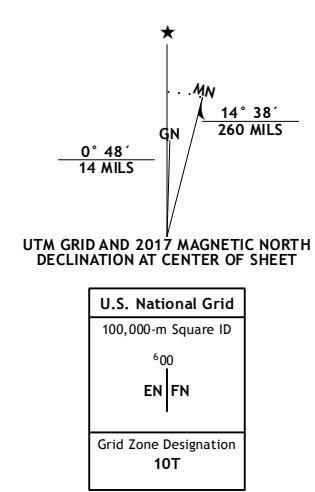 ★
MN
14° 38´
260 MILS
GN
0° 48´
14 MILS
UTM GRID AND 2017 MAGNETIC NORTH
DECLINATION AT CENTER OF SHEET
U.S. National Grid
100,000-m Square ID
⁶00
EN FN
Grid Zone Designation
10T